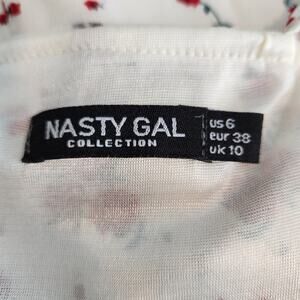 NASTY GAL
COLLECTION
us 6
eur 38
uk 10